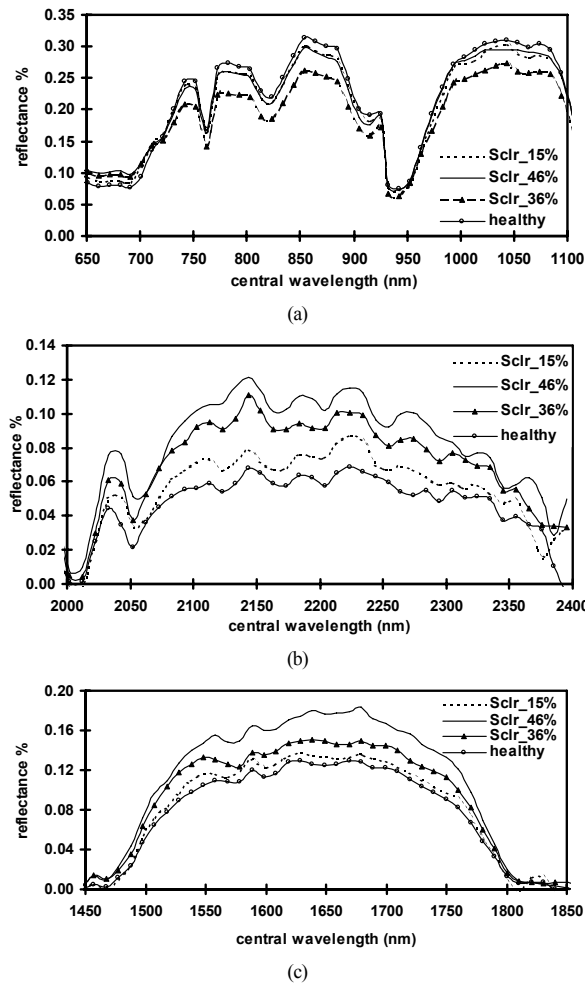 0.35
0.30
0.25
0.20
0.15
0.10
0.05
0.00
reflectance %
650 700 750 800 850 900 950 1000 1050 1100
central wavelength (nm)
Sclr_15%
Sclr_46%
Sclr_36%
healthy
(a)
0.14
0.12
0.10
0.08
0.06
0.04
0.02
0.00
reflectance %
2000 2050 2100 2150 2200 2250 2300 2350 2400
central wavelength (nm)
Sclr_15%
Sclr_46%
Sclr_36%
healthy
(b)
0.20
0.16
0.12
0.08
0.04
0.00
reflectance %
1450 1500 1550 1600 1650 1700 1750 1800 1850
central wavelength (nm)
Sclr_15%
Sclr_46%
Sclr_36%
healthy
(c)